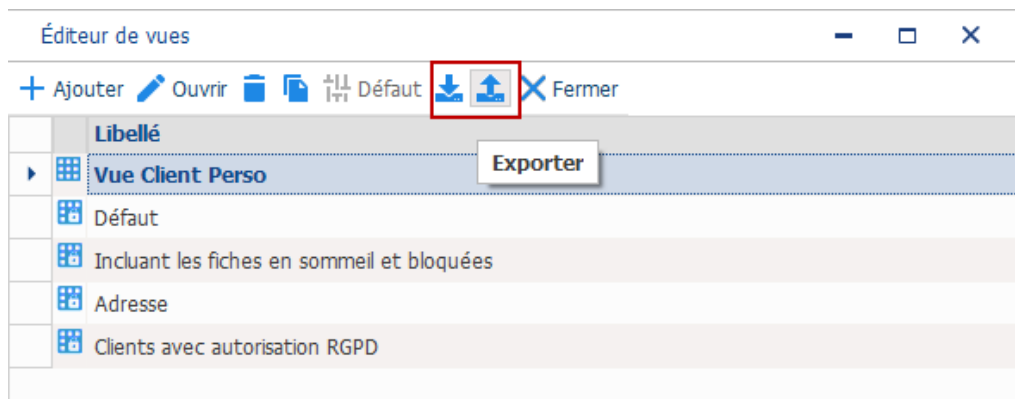 Éditeur de vues
Ajouter Ouvrir Défaut Fermer
Libellé
Exporter
Vue Client Perso
Défaut
Incluant les fiches en sommeil et bloquées
Adresse
Clients avec autorisation RGPD